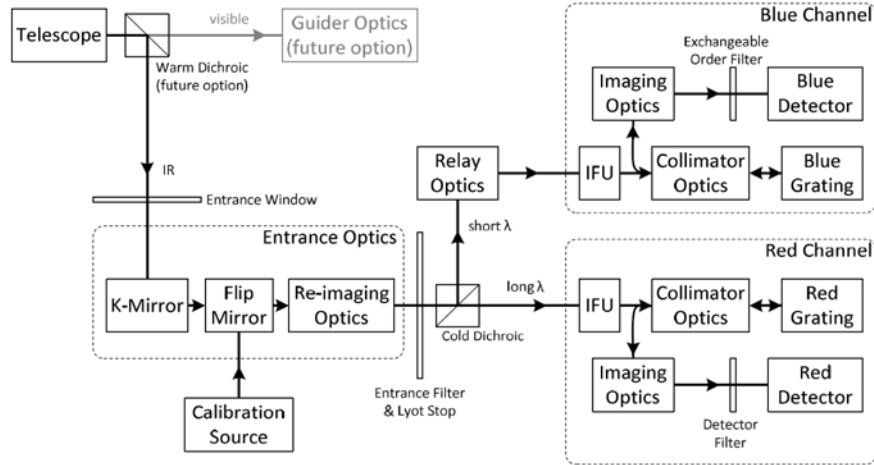 Telescope
visible
Guider Optics
(future option)
Warm Dichroic
(future option)
IR
Entrance Window
Entrance Optics
K-Mirror
Flip
Mirror
Re-imaging
Optics
Calibration
Source
Entrance Filter
& Lyot Stop
Cold Dichroic
short λ
long λ
Relay
Optics
Blue Channel
Exchangeable
Order Filter
Imaging
Optics
Blue
Detector
IFU
Collimator
Optics
Blue
Grating
Red Channel
IFU
Collimator
Optics
Red
Grating
Imaging
Optics
Red
Detector
Detector
Filter